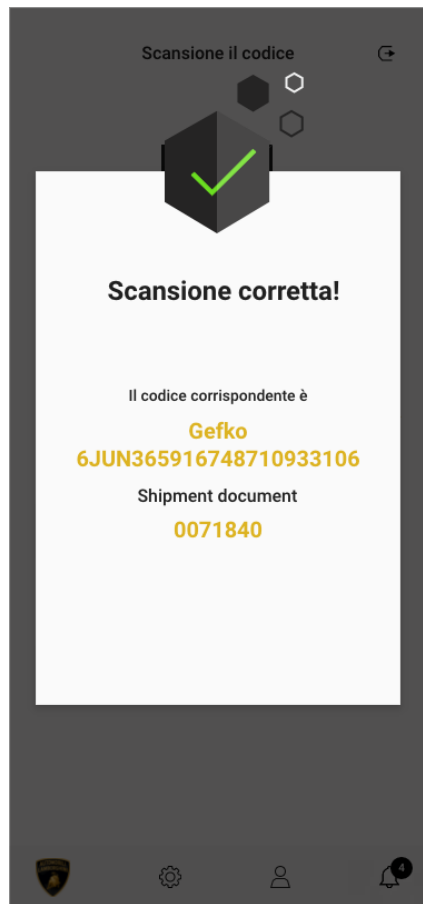 Scansione il codice
Scansione corretta!
Il codice corrispondente è
Gefko
6JUN365916748710933106
Shipment document
0071840
4